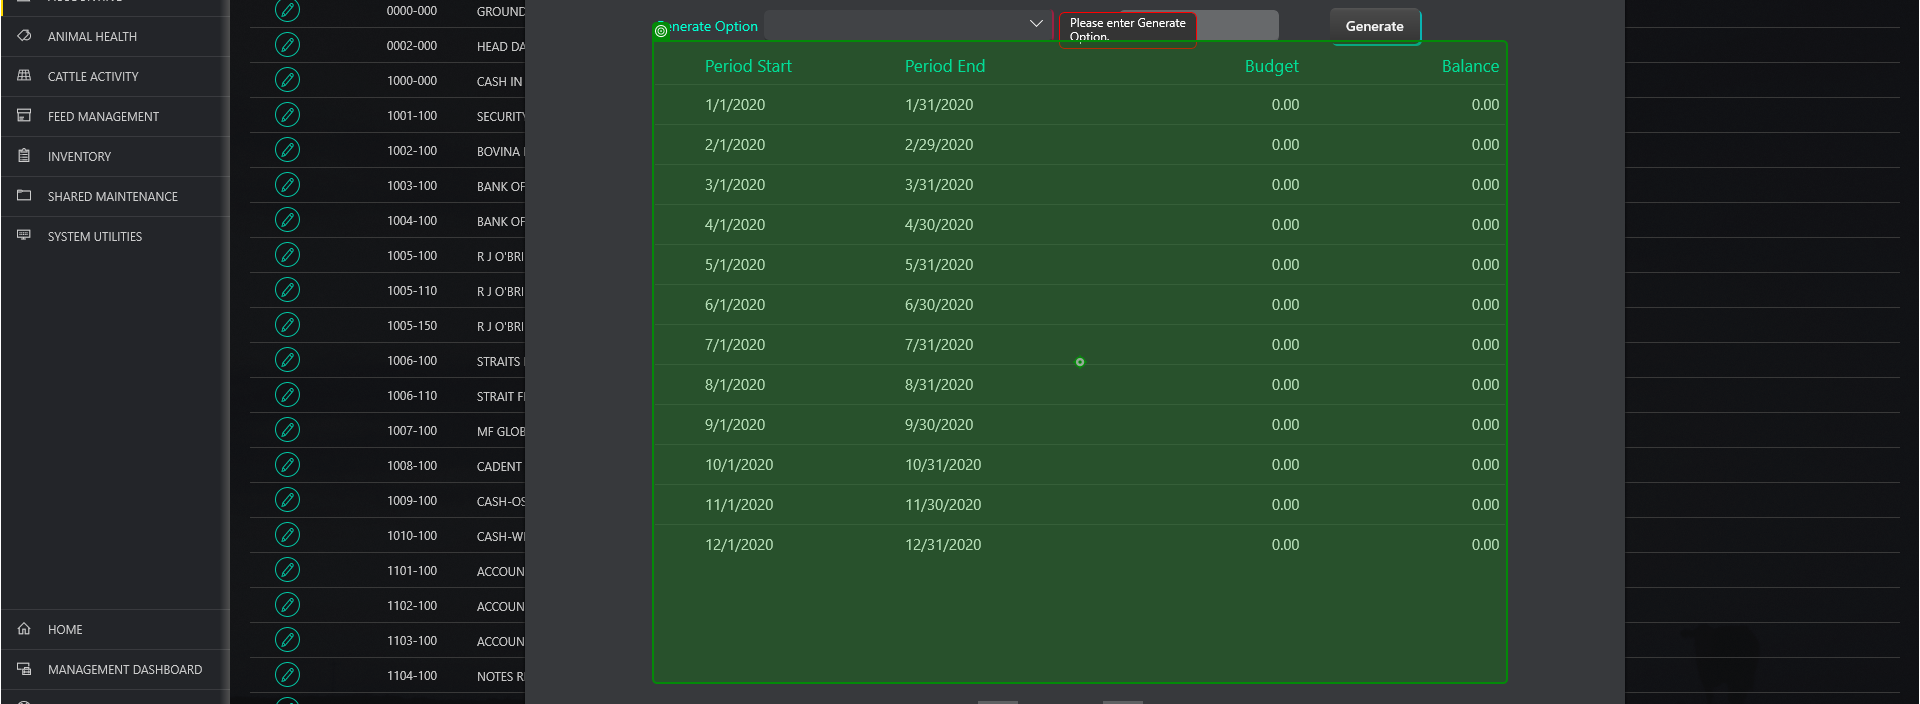 ANIMAL HEALTH
CATTLE ACTIVITY
FEED MANAGEMENT
INVENTORY
SHARED MAINTENANCE
SYSTEM UTILITIES
HOME
MANAGEMENT DASHBOARD
0000-000 GROUND
0002-000 HEAD DA
1000-000 CASH IN
1001-100 SECURITY
1002-100 BOVINA
1003-100 BANK OF
1004-100 BANK OF
1005-100 R J O'BRI
1005-110 R J O'BRI
1005-150 R J O'BRI
1006-100 STRAITS
1006-110 STRAIT F
1007-100 MF GLOB
1008-100 CADENT
1009-100 CASH-OS
1010-100 CASH-W
1101-100 ACCOUN
1102-100 ACCOUN
1103-100 ACCOUN
1104-100 NOTES R
Generate Option
Please enter Generate
Option.
Generate
Period Start Period End Budget Balance
1/1/2020 1/31/2020 0.00 0.00
2/1/2020 2/29/2020 0.00 0.00
3/1/2020 3/31/2020 0.00 0.00
4/1/2020 4/30/2020 0.00 0.00
5/1/2020 5/31/2020 0.00 0.00
6/1/2020 6/30/2020 0.00 0.00
7/1/2020 7/31/2020 0.00 0.00
8/1/2020 8/31/2020 0.00 0.00
9/1/2020 9/30/2020 0.00 0.00
10/1/2020 10/31/2020 0.00 0.00
11/1/2020 11/30/2020 0.00 0.00
12/1/2020 12/31/2020 0.00 0.00